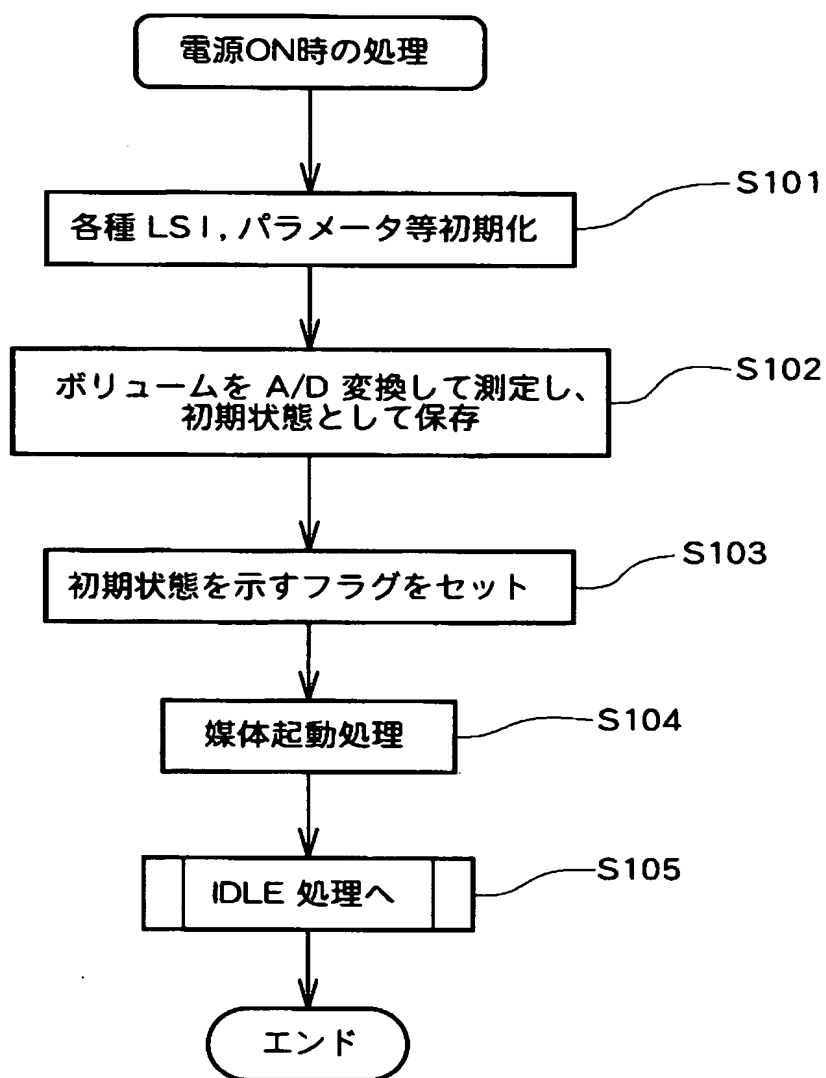 電源ON時の処理
S101
各種 LSI, パラメータ等初期化
S102
ボリュームを A/D 変換して測定し、
初期状態として保存
S103
初期状態を示すフラグをセット
S104
媒体起動処理
S105
IDLE 処理へ
エンド